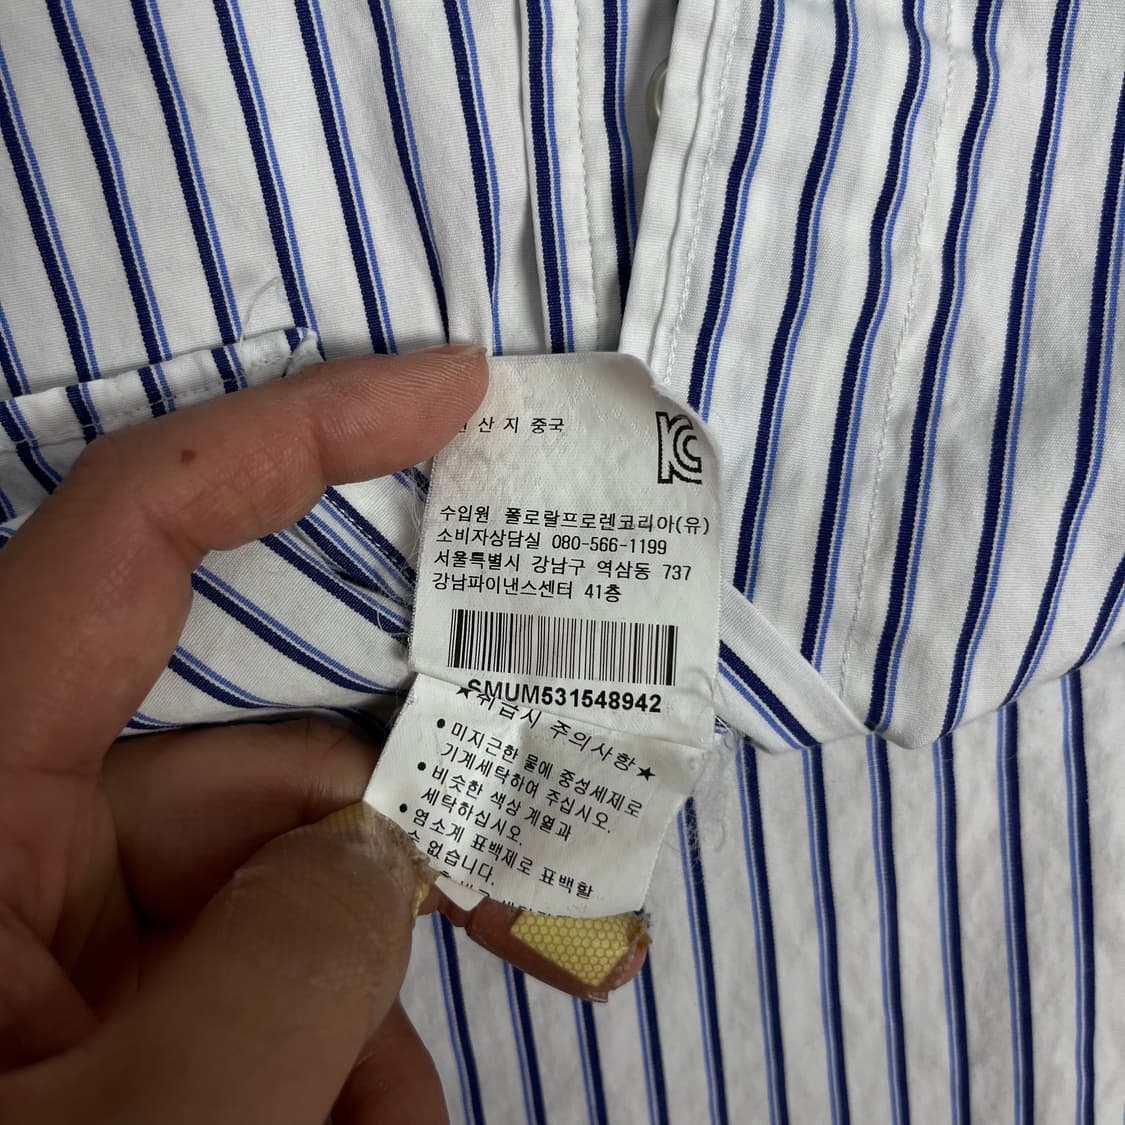 산 지 중국
KC
수입원 폴로랄프로렌코리아(유)
소비자상담실 080-566-1199
서울특별시 강남구 역삼동 737
강남파이낸스센터 41층
SMUM531548942
★취급시 주의사항★
● 미지근한 물에 중성세제로
기계세탁하여 주십시오.
● 비슷한 색상 계열과
세탁하십시오.
● 염소계 표백제로 표백할
수 없습니다.